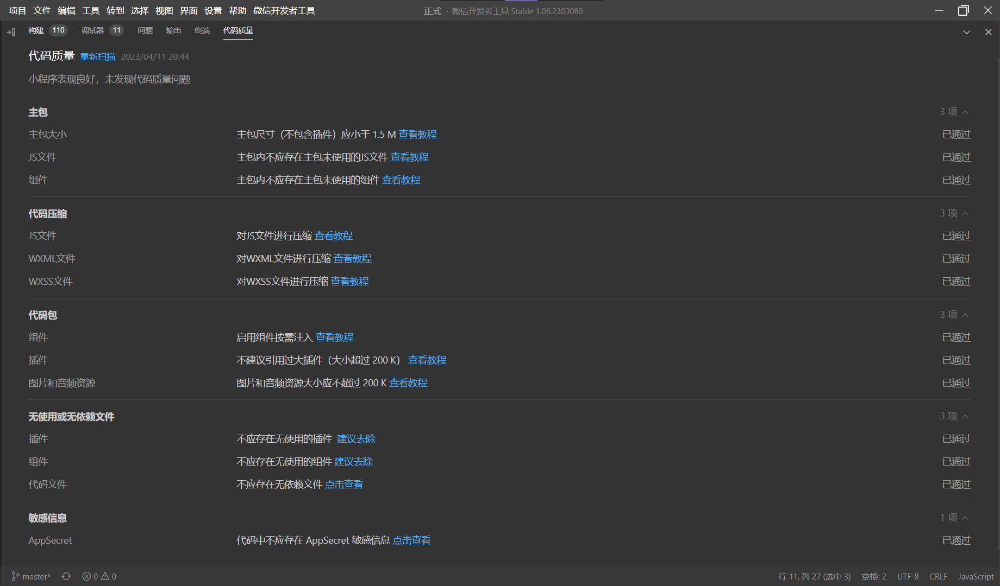 项目 文件 编辑 工具 转到 选择 视图 界面 设置 帮助 微信开发者工具 正式 - 微信开发者工具 Stable 1.06.2303060
构建 110 调试器 11 问题 输出 终端 代码质量
代码质量 重新扫描 2023/04/11 20:44
小程序表现良好，未发现代码质量问题
主包 3 项
主包大小 主包尺寸（不包含插件）应小于 1.5 M 查看教程 已通过
JS文件 主包内不应存在主包未使用的JS文件 查看教程 已通过
组件 主包内不应存在主包未使用的组件 查看教程 已通过
代码压缩 3 项
JS文件 对JS文件进行压缩 查看教程 已通过
WXML文件 对WXML文件进行压缩 查看教程 已通过
WXSS文件 对WXSS文件进行压缩 查看教程 已通过
代码包 3 项
组件 启用组件按需注入 查看教程 已通过
插件 不建议引用过大插件（大小超过 200 K） 查看教程 已通过
图片和音频资源 图片和音频资源大小应不超过 200 K 查看教程 已通过
无使用或无依赖文件 3 项
插件 不应存在无使用的插件 建议去除 已通过
组件 不应存在无使用的组件 建议去除 已通过
代码文件 不应存在无依赖文件 点击查看 已通过
敏感信息 1 项
AppSecret 代码中不应存在 AppSecret 敏感信息 点击查看 已通过
master* 0 0 行 11, 列 27 (选中 3) 空格: 2 UTF-8 CRLF JavaScript